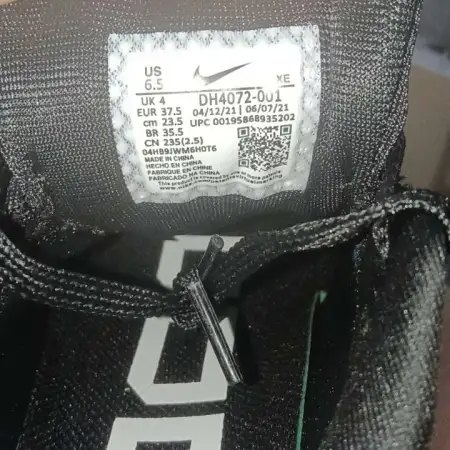 US
6.5
XE
UK 4
DH4072-001
EUR 37.5
04/12/21 | 06/07/21
cm 23.5
UPC 00195868935202
BR 35.5
CN 235(2.5)
04HB9JWM6H0T6
MADE IN CHINA
HECHO EN CHINA
FABRIQUE EN CHINE
FABRICADO NA CHINA